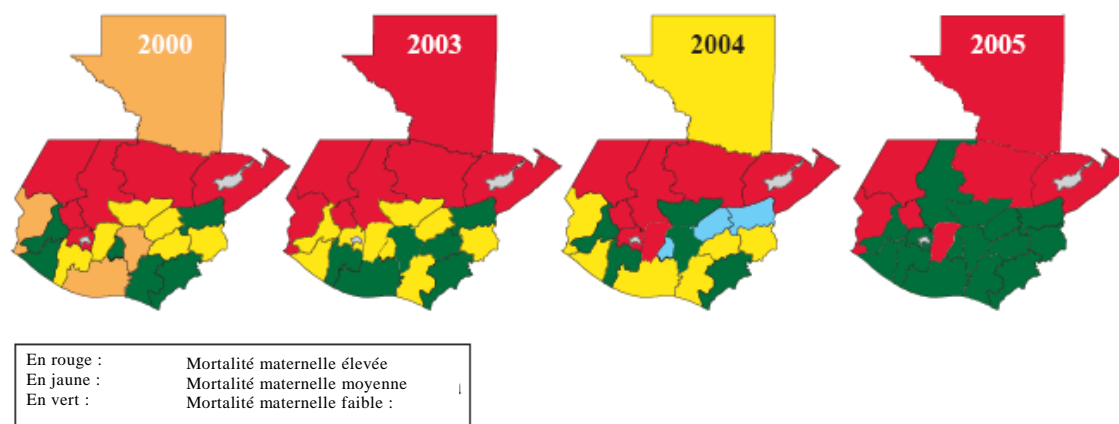 2000 2003 2004 2005
En rouge : Mortalité maternelle élevée
En jaune : Mortalité maternelle moyenne
En vert : Mortalité maternelle faible :